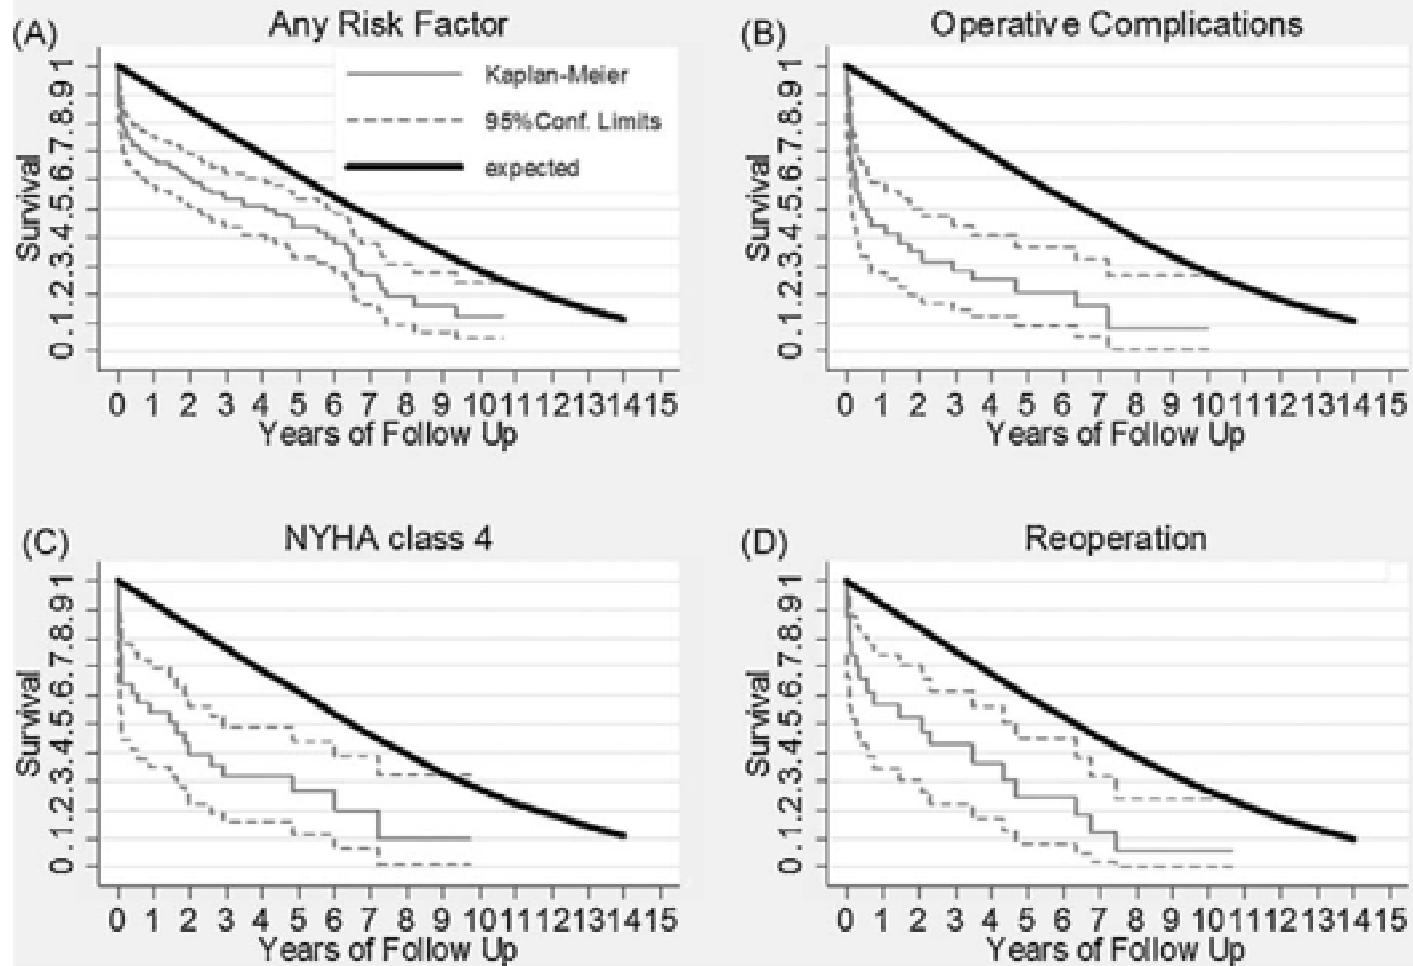 (A) Any Risk Factor
Kaplan-Meier
95%Conf. Limits
expected
Survival
0 .1 .2 .3 .4 .5 .6 .7 .8 .9 1
0 1 2 3 4 5 6 7 8 9 10 11 12 13 14 15
Years of Follow Up
(B) Operative Complications
Survival
0 .1 .2 .3 .4 .5 .6 .7 .8 .9 1
0 1 2 3 4 5 6 7 8 9 10 11 12 13 14 15
Years of Follow Up
(C) NYHA class 4
Survival
0 .1 .2 .3 .4 .5 .6 .7 .8 .9 1
0 1 2 3 4 5 6 7 8 9 10 11 12 13 14 15
Years of Follow Up
(D) Reoperation
Survival
0 .1 .2 .3 .4 .5 .6 .7 .8 .9 1
0 1 2 3 4 5 6 7 8 9 10 11 12 13 14 15
Years of Follow Up